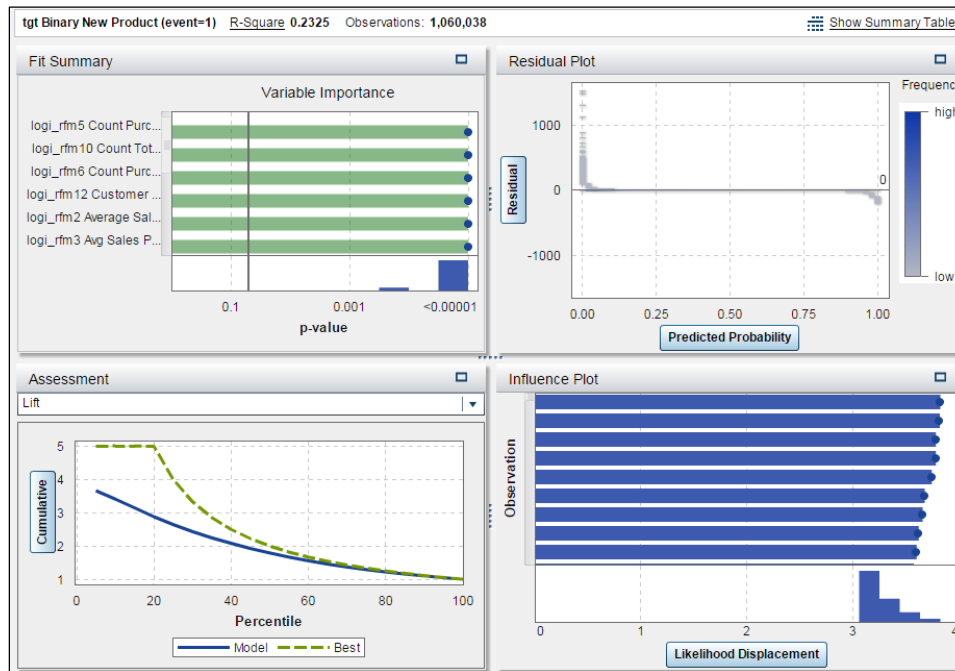 tgt Binary New Product (event=1) R-Square 0.2325 Observations: 1,060,038 Show Summary Table
Fit Summary
Variable Importance
logi_rfm5 Count Purc...
logi_rfm10 Count Tot...
logi_rfm6 Count Purc...
logi_rfm12 Customer ...
logi_rfm2 Average Sal...
logi_rfm3 Avg Sales P...
0.1 0.001 <0.00001
p-value
Residual Plot
Frequenc
high
low
1000
0
-1000
0
Residual
0.00 0.25 0.50 0.75 1.00
Predicted Probability
Assessment
Lift
5
4
3
2
1
Cumulative
0 20 40 60 80 100
Percentile
Model Best
Influence Plot
Observation
0 1 2 3 4
Likelihood Displacement